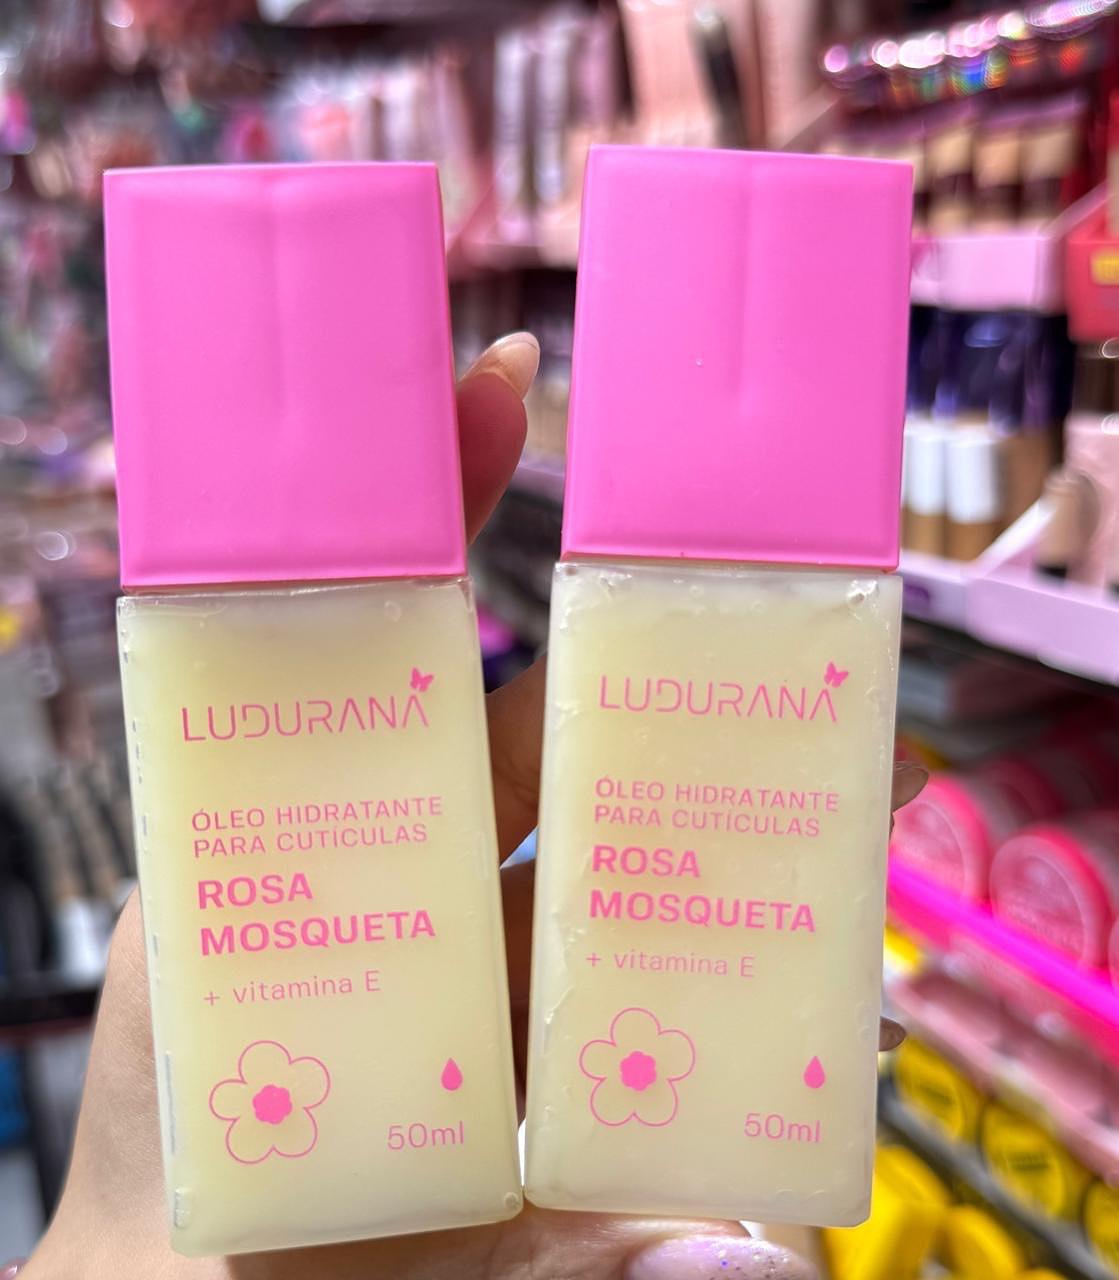 LUDURANA
ÓLEO HIDRATANTE
PARA CUTÍCULAS
ROSA
MOSQUETA
+ vitamina E
50ml
LUDURANA
ÓLEO HIDRATANTE
PARA CUTÍCULAS
ROSA
MOSQUETA
+ vitamina E
50ml